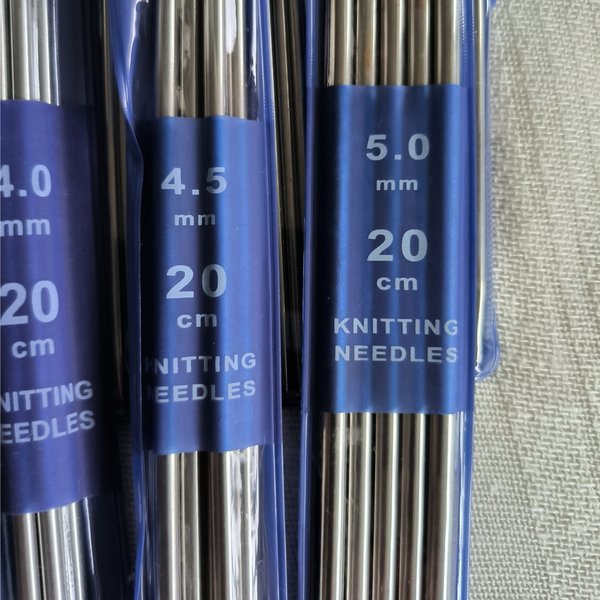 4.0
mm
20
cm
NITTING
EEDLES
4.5
mm
20
cm
KNITTING
NEEDLES
5.0
mm
20
cm
KNITTING
NEEDLES